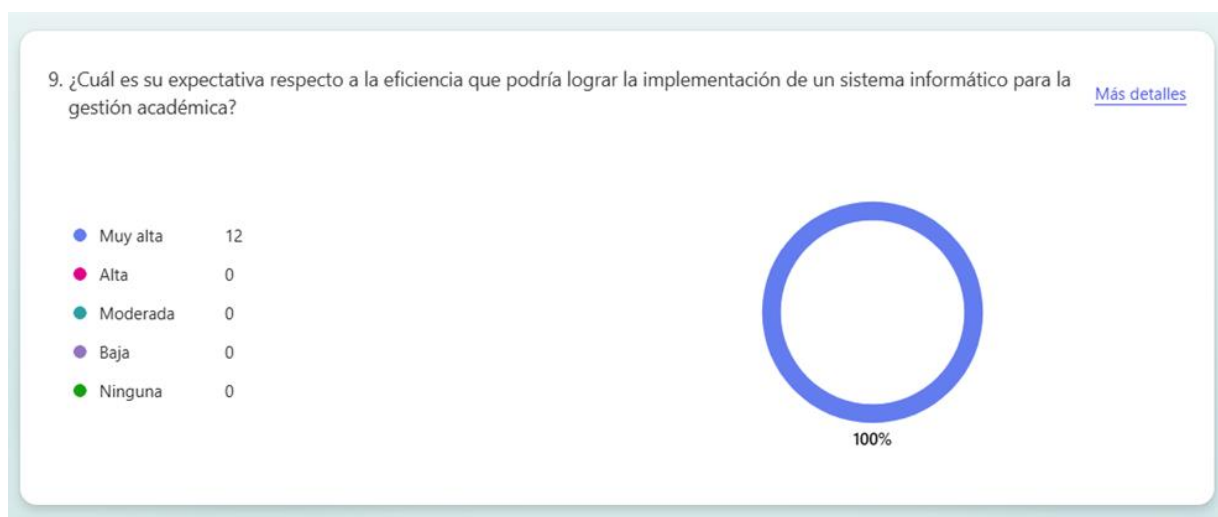 9. ¿Cuál es su expectativa respecto a la eficiencia que podría lograr la implementación de un sistema informático para la
gestión académica?
Más detalles
Muy alta 12
Alta 0
Moderada 0
Baja 0
Ninguna 0
100%